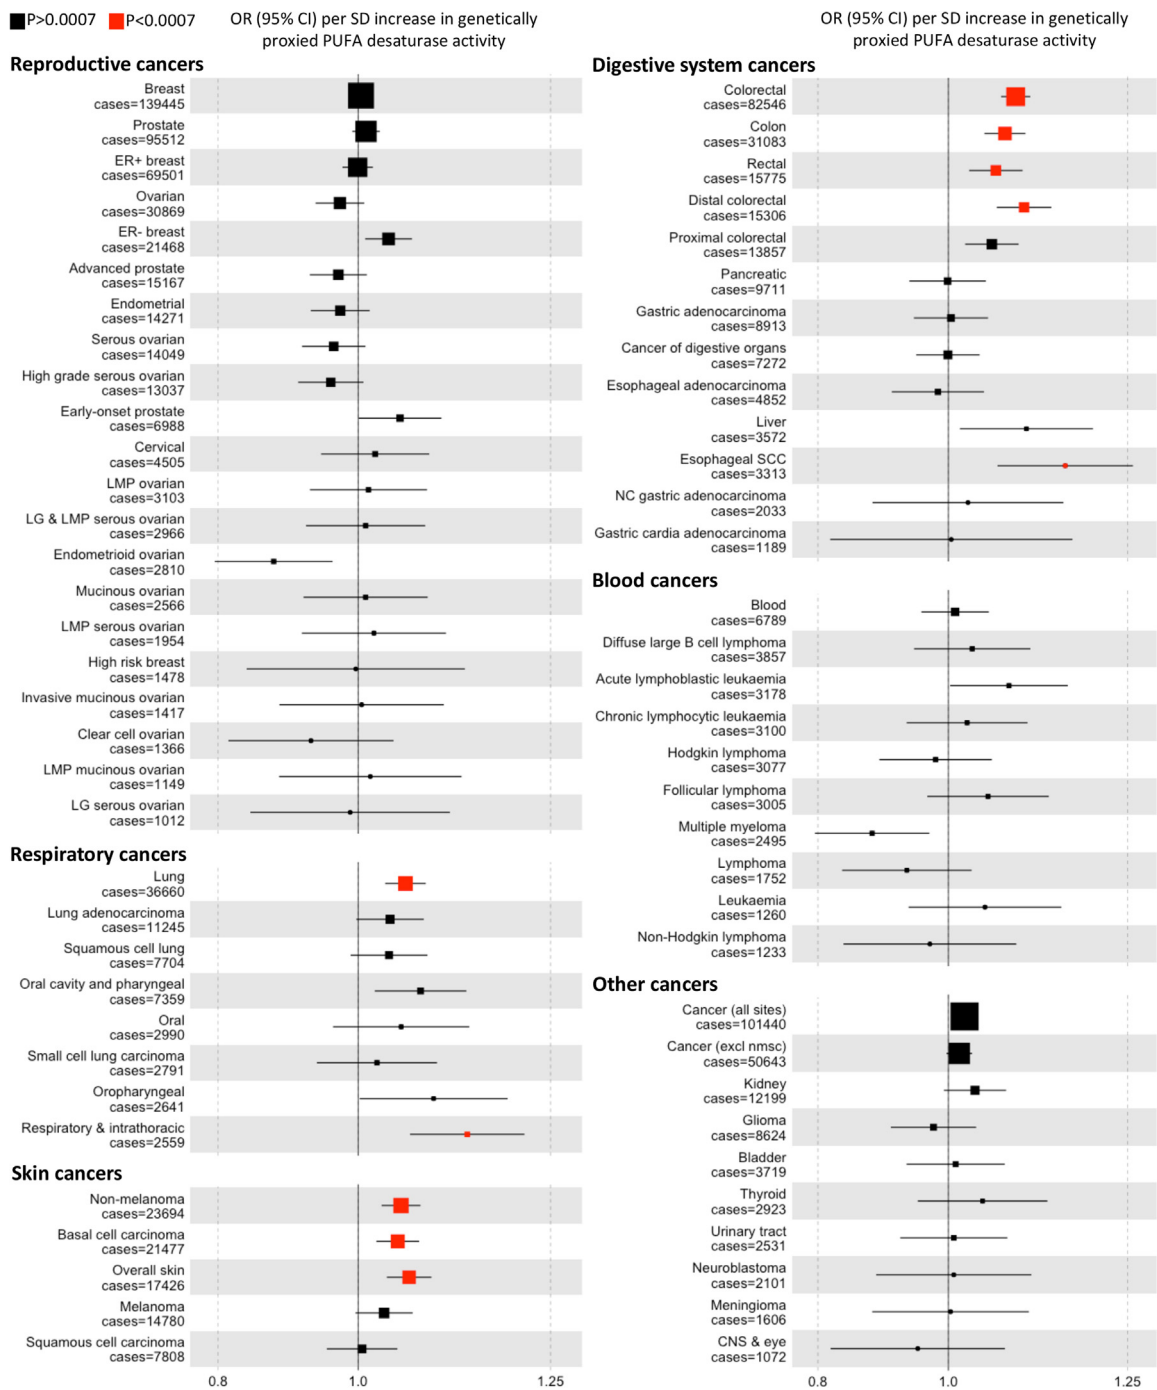 P>0.0007 P<0.0007
OR (95% CI) per SD increase in genetically
proxied PUFA desaturase activity
Reproductive cancers
Breast
cases=139445
Prostate
cases=95512
ER+ breast
cases=69501
Ovarian
cases=30869
ER- breast
cases=21468
Advanced prostate
cases=15167
Endometrial
cases=14271
Serous ovarian
cases=14049
High grade serous ovarian
cases=13037
Early-onset prostate
cases=6988
Cervical
cases=4505
LMP ovarian
cases=3103
LG & LMP serous ovarian
cases=2966
Endometrioid ovarian
cases=2810
Mucinous ovarian
cases=2566
LMP serous ovarian
cases=1954
High risk breast
cases=1478
Invasive mucinous ovarian
cases=1417
Clear cell ovarian
cases=1366
LMP mucinous ovarian
cases=1149
LG serous ovarian
cases=1012
Respiratory cancers
Lung
cases=36660
Lung adenocarcinoma
cases=11245
Squamous cell lung
cases=7704
Oral cavity and pharyngeal
cases=7359
Oral
cases=2990
Small cell lung carcinoma
cases=2791
Oropharyngeal
cases=2641
Respiratory & intrathoracic
cases=2559
Skin cancers
Non-melanoma
cases=23694
Basal cell carcinoma
cases=21477
Overall skin
cases=17426
Melanoma
cases=14780
Squamous cell carcinoma
cases=7808
0.8 1.0 1.25
OR (95% CI) per SD increase in genetically
proxied PUFA desaturase activity
Digestive system cancers
Colorectal
cases=82546
Colon
cases=31083
Rectal
cases=15775
Distal colorectal
cases=15306
Proximal colorectal
cases=13857
Pancreatic
cases=9711
Gastric adenocarcinoma
cases=8913
Cancer of digestive organs
cases=7272
Esophageal adenocarcinoma
cases=4852
Liver
cases=3572
Esophageal SCC
cases=3313
NC gastric adenocarcinoma
cases=2033
Gastric cardia adenocarcinoma
cases=1189
Blood cancers
Blood
cases=6789
Diffuse large B cell lymphoma
cases=3857
Acute lymphoblastic leukaemia
cases=3178
Chronic lymphocytic leukaemia
cases=3100
Hodgkin lymphoma
cases=3077
Follicular lymphoma
cases=3005
Multiple myeloma
cases=2495
Lymphoma
cases=1752
Leukaemia
cases=1260
Non-Hodgkin lymphoma
cases=1233
Other cancers
Cancer (all sites)
cases=101440
Cancer (excl nmsc)
cases=50643
Kidney
cases=12199
Glioma
cases=8624
Bladder
cases=3719
Thyroid
cases=2923
Urinary tract
cases=2531
Neuroblastoma
cases=2101
Meningioma
cases=1606
CNS & eye
cases=1072
0.8 1.0 1.25